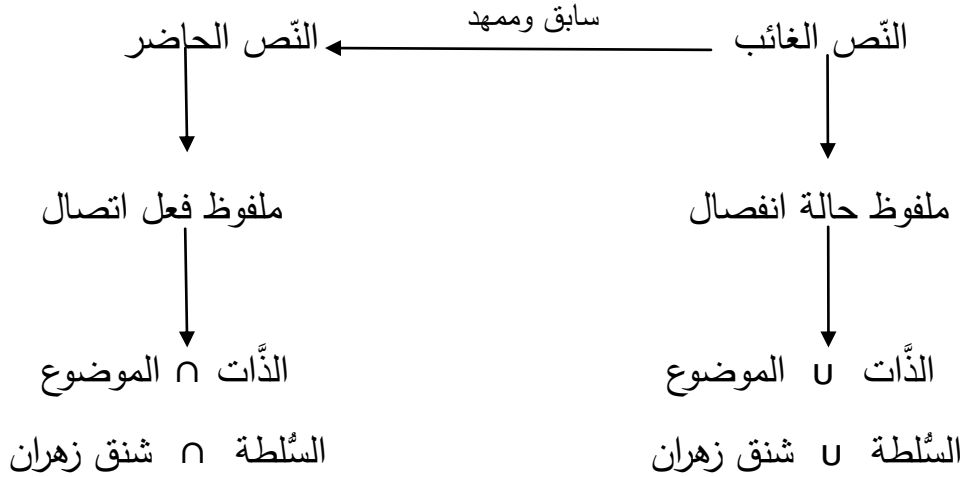 سابق وممهد
النّص الغائب النّص الحاضر
ملفوظ حالة انفصال ملفوظ فعل اتصال
الذَّات ∪ الموضوع الذَّات ∩ الموضوع
السُّلطة ∪ شنق زهران السُّلطة ∩ شنق زهران